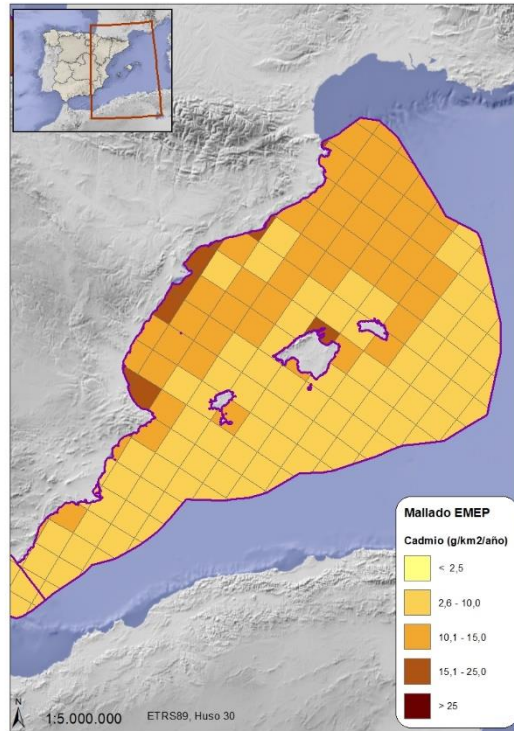 Mallado EMEP
Cadmio (g/km2/año)
< 2,5
2,6 - 10,0
10,1 - 15,0
15,1 - 25,0
> 25
N
1:5.000.000
ETRS89, Huso 30